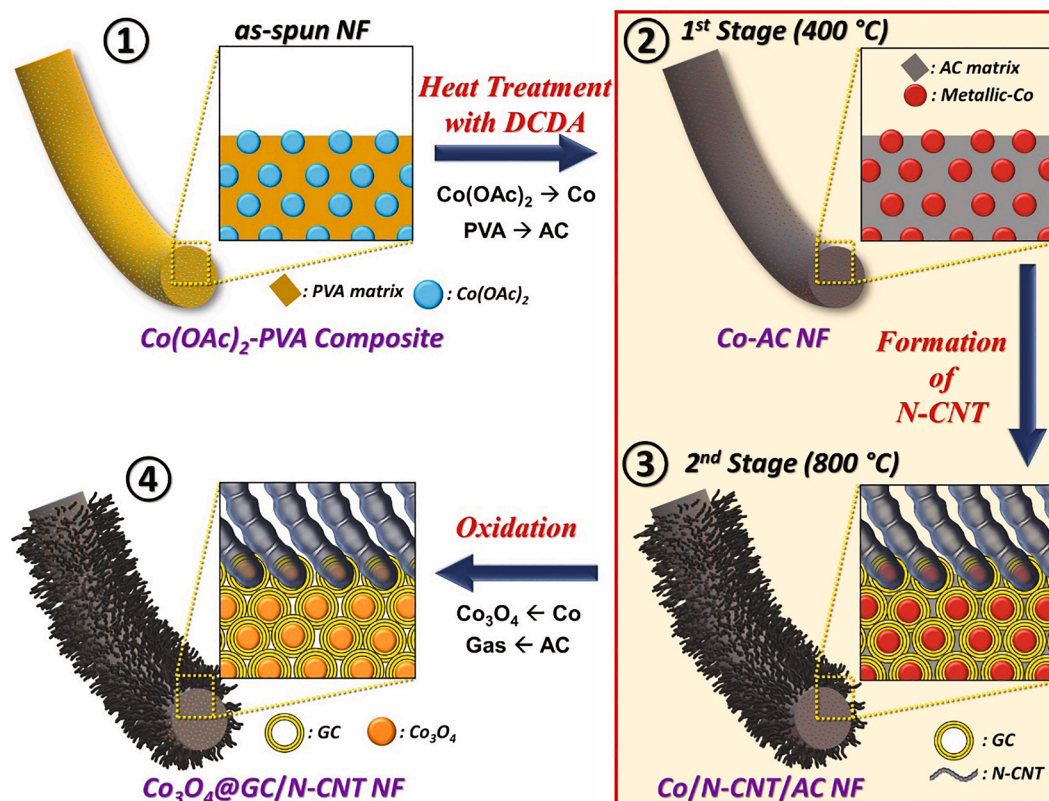 ①
as-spun NF
: PVA matrix
: Co(OAc)₂
Co(OAc)₂-PVA Composite
Heat Treatment
with DCDA
Co(OAc)₂ → Co
PVA → AC
②
1st Stage (400 °C)
: AC matrix
: Metallic-Co
Co-AC NF
Formation
of
N-CNT
③
2nd Stage (800 °C)
: GC
: N-CNT
Co/N-CNT/AC NF
Oxidation
Co₃O₄ ← Co
Gas ← AC
④
: GC
: Co₃O₄
Co₃O₄@GC/N-CNT NF